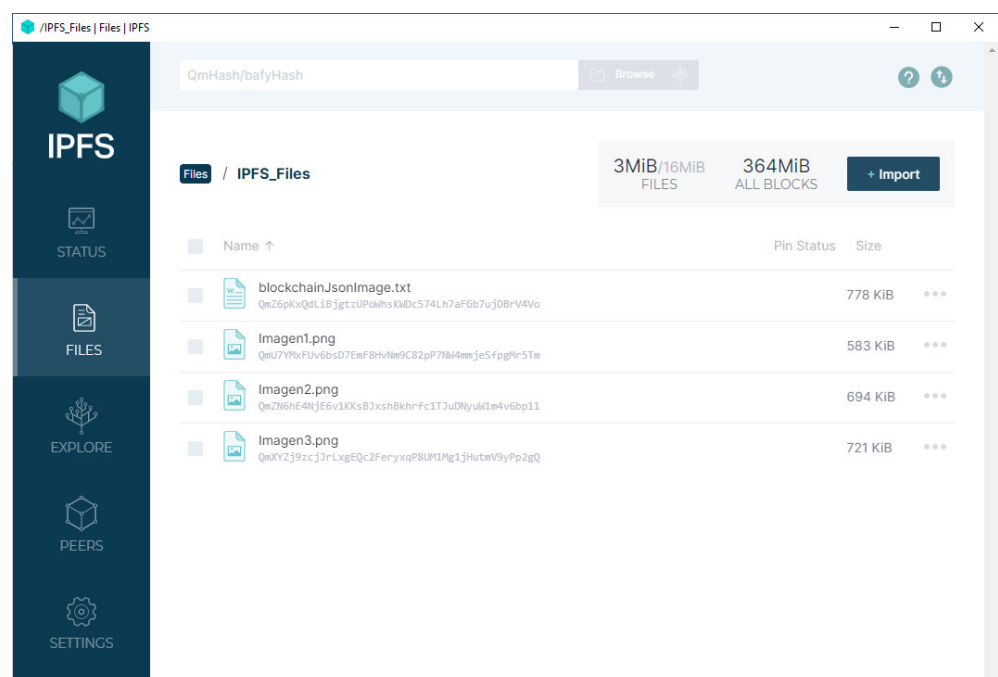 /IPFS_Files | Files | IPFS
QmHash/bafyHash
Browse
IPFS
Files / IPFS_Files
3MiB/16MiB
FILES
364MiB
ALL BLOCKS
+ Import
STATUS
Name ↑ Pin Status Size
blockchainJsonImage.txt
QmZ6pKxQdLiBjgtzUPoWhsKWDc574Lh7aFGb7ujDBrV4Vo
778 KiB
FILES
Imagen1.png
QmU7YMxFUv6bsD7EmF8HvNm9C82pP7NW4mmjeSfpgMr5Tm
583 KiB
Imagen2.png
QmZN6hE4NjE6v1KKsBJxshBkhrfc1TJuDNyuW1m4v6bp11
694 KiB
EXPLORE
Imagen3.png
QmXYZj9zcjJrLxgEQc2FeryxqP8UM1Mg1jHutmV9yPp2gQ
721 KiB
PEERS
SETTINGS